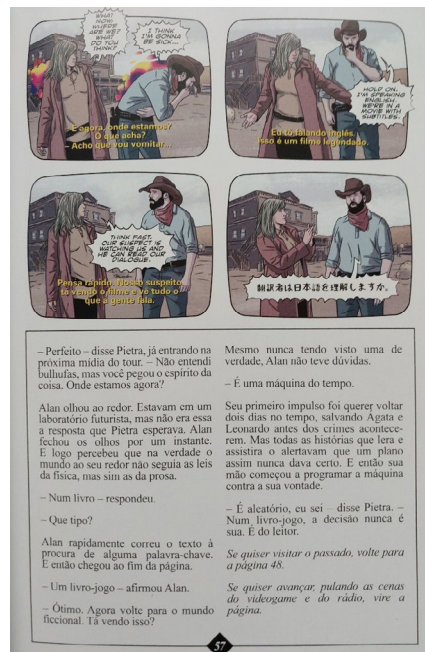 WHAT
NOW,
WHERE
ARE WE?
WHAT
DO YOU
THINK?
I THINK
I'M GONNA
BE SICK...
- E agora, onde estamos?
O que acha?
- Acho que vou vomitar...
HOLD ON,
I'M SPEAKING
ENGLISH.
WE'RE IN A
MOVIE WITH
SUBTITLES.
Eu tô falando inglês.
Isso é um filme legendado.
THINK FAST.
OUR SUSPECT IS
WATCHING US AND
HE CAN READ OUR
DIALOGUE.
Pensa rápido. Nosso suspeito
tá vendo o filme e vê tudo o
que a gente fala.
翻訳者は日本語を理解しますか。
– Perfeito – disse Pietra, já entrando na
próxima mídia do tour. – Não entendi
bulhufas, mas você pegou o espírito da
coisa. Onde estamos agora?
Alan olhou ao redor. Estavam em um
laboratório futurista, mas não era essa
a resposta que Pietra esperava. Alan
fechou os olhos por um instante.
E logo percebeu que na verdade o
mundo ao seu redor não seguia as leis
da física, mas sim as da prosa.
– Num livro – respondeu.
– Que tipo?
Alan rapidamente correu o texto à
procura de alguma palavra-chave.
E então chegou ao fim da página.
– Um livro-jogo – afirmou Alan.
– Ótimo. Agora volte para o mundo
ficcional. Tá vendo isso?
Mesmo nunca tendo visto uma de
verdade, Alan não teve dúvidas.
– É uma máquina do tempo.
Seu primeiro impulso foi querer voltar
dois dias no tempo, salvando Ágata e
Leonardo antes dos crimes acontece-
rem. Mas todas as histórias que lera e
assistira o alertavam que um plano
assim nunca dava certo. E então sua
mão começou a programar a máquina
contra a sua vontade.
– É aleatório, eu sei – disse Pietra. –
Num livro-jogo, a decisão nunca é
sua. É do leitor.
Se quiser visitar o passado, volte para
a página 48.
Se quiser avançar, pulando as cenas
do videogame e do rádio, vire a
página.
57